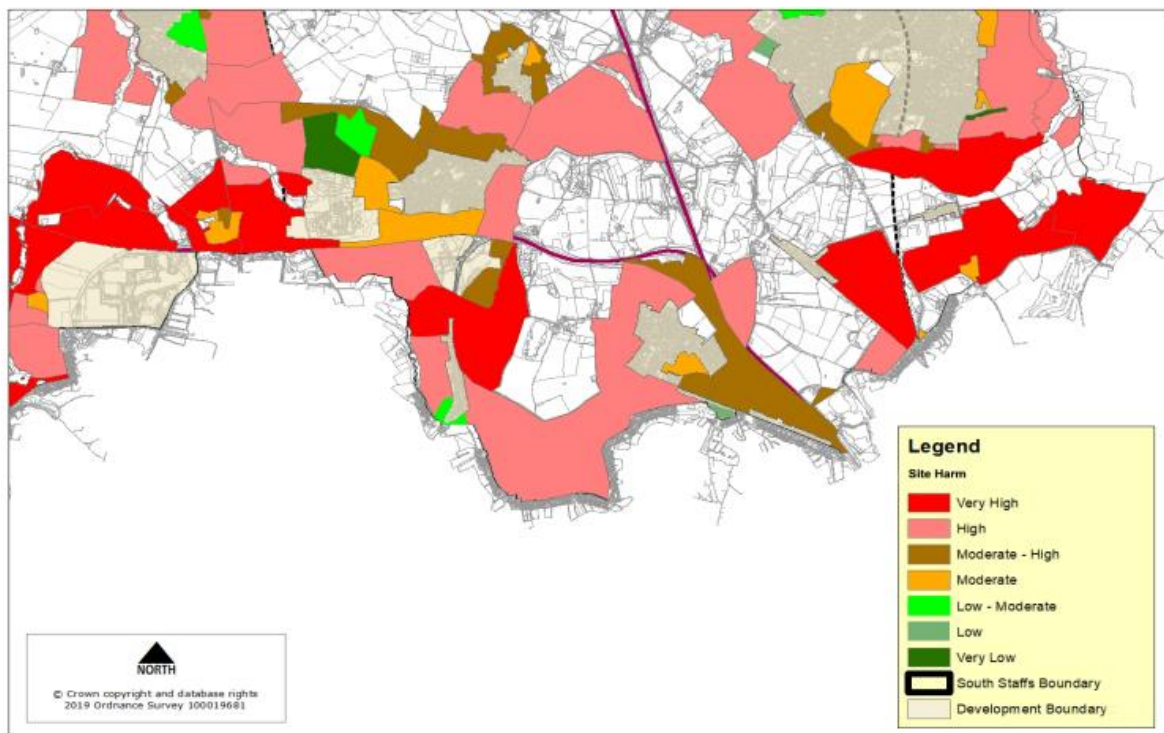 Legend
Site Harm
Very High
High
Moderate - High
Moderate
Low - Moderate
Low
Very Low
South Staffs Boundary
Development Boundary
NORTH
© Crown copyright and database rights
2019 Ordnance Survey 100019681